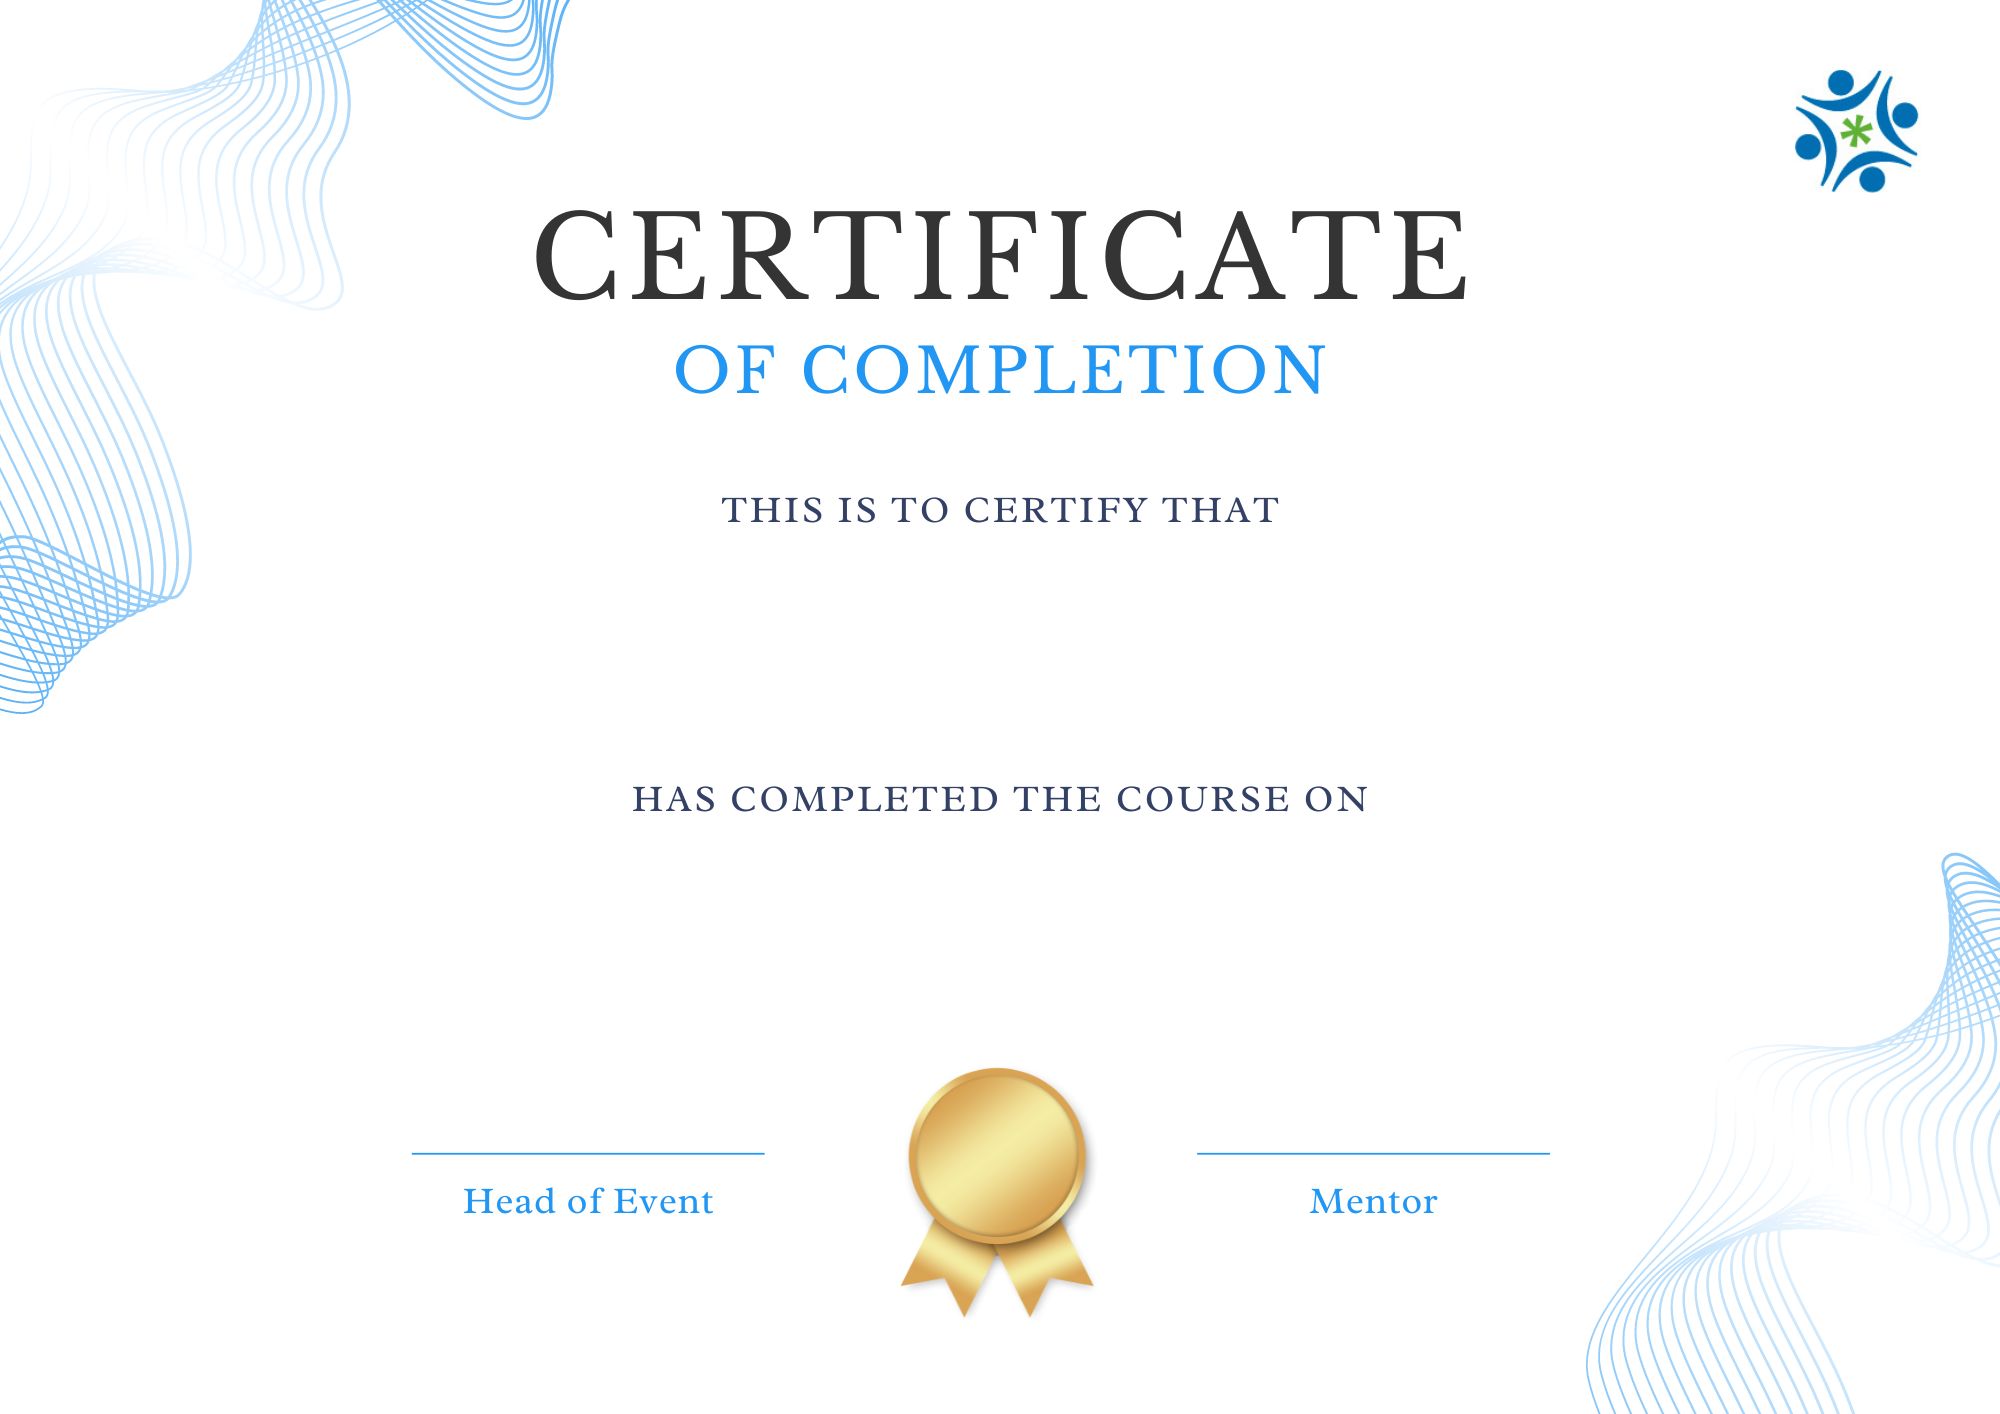 CERTIFICATE
OF COMPLETION
THIS IS TO CERTIFY THAT
HAS COMPLETED THE COURSE ON
Head of Event
Mentor